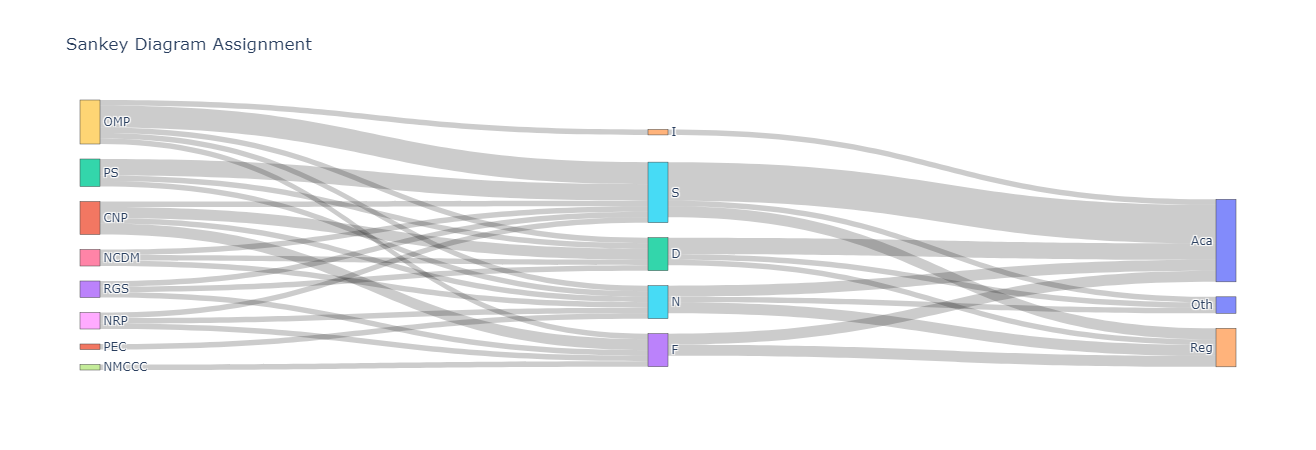 Sankey Diagram Assignment
OMP
PS
CNP
NCDM
RGS
NRP
PEC
NMCCC
I
S
D
N
F
Aca
Oth
Reg